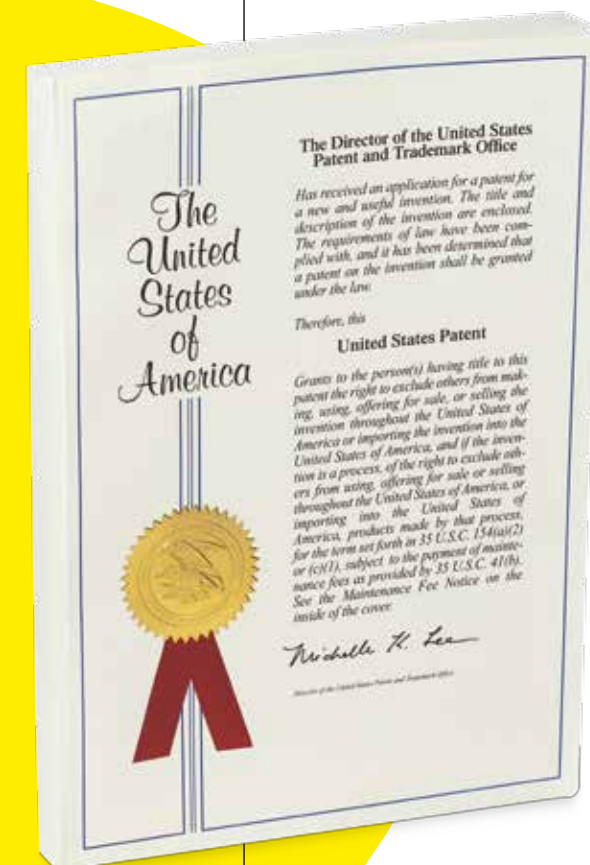 The
United
States
of
America
The Director of the United States
Patent and Trademark Office
Has received an application for a patent for
a new and useful invention. The title and
description of the invention are enclosed.
The requirements of law have been com-
plied with, and it has been determined that
a patent on the invention shall be granted
under the law.
Therefore, this
United States Patent
Grants to the person(s) having title to this
patent the right to exclude others from mak-
ing, using, offering for sale, or selling the
invention throughout the United States of
America or importing the invention into the
United States of America, and if the inven-
tion is a process, of the right to exclude oth-
ers from using, offering for sale or selling
throughout the United States of America, or
importing into the United States of
America, products made by that process,
for the term set forth in 35 U.S.C. 154(a)(2)
or (c)(1), subject to the payment of mainte-
nance fees as provided by 35 U.S.C. 41(b).
See the Maintenance Fee Notice on the
inside of the cover.
Michelle K. Lee
Director of the United States Patent and Trademark Office